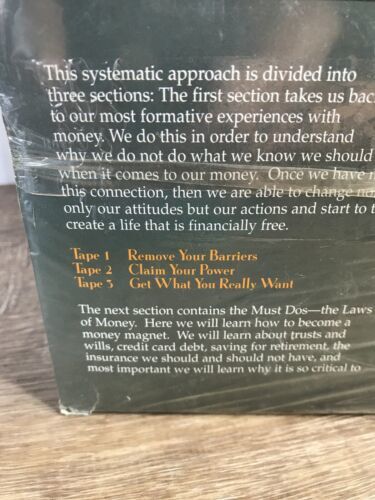 This systematic approach is divided into
three sections: The first section takes us bac
to our most formative experiences with
money. We do this in order to understand
why we do not do what we know we should
when it comes to our money. Once we have m
this connection, then we are able to change no
only our attitudes but our actions and start to t
create a life that is financially free.
Tape 1 Remove Your Barriers
Tape 2 Claim Your Power
Tape 3 Get What You Really Want
The next section contains the Must Dos—the Laws
of Money. Here we will learn how to become a
money magnet. We will learn about trusts and
wills, credit card debt, saving for retirement, the
insurance we should and should not have, and
most important we will learn why it is so critical to